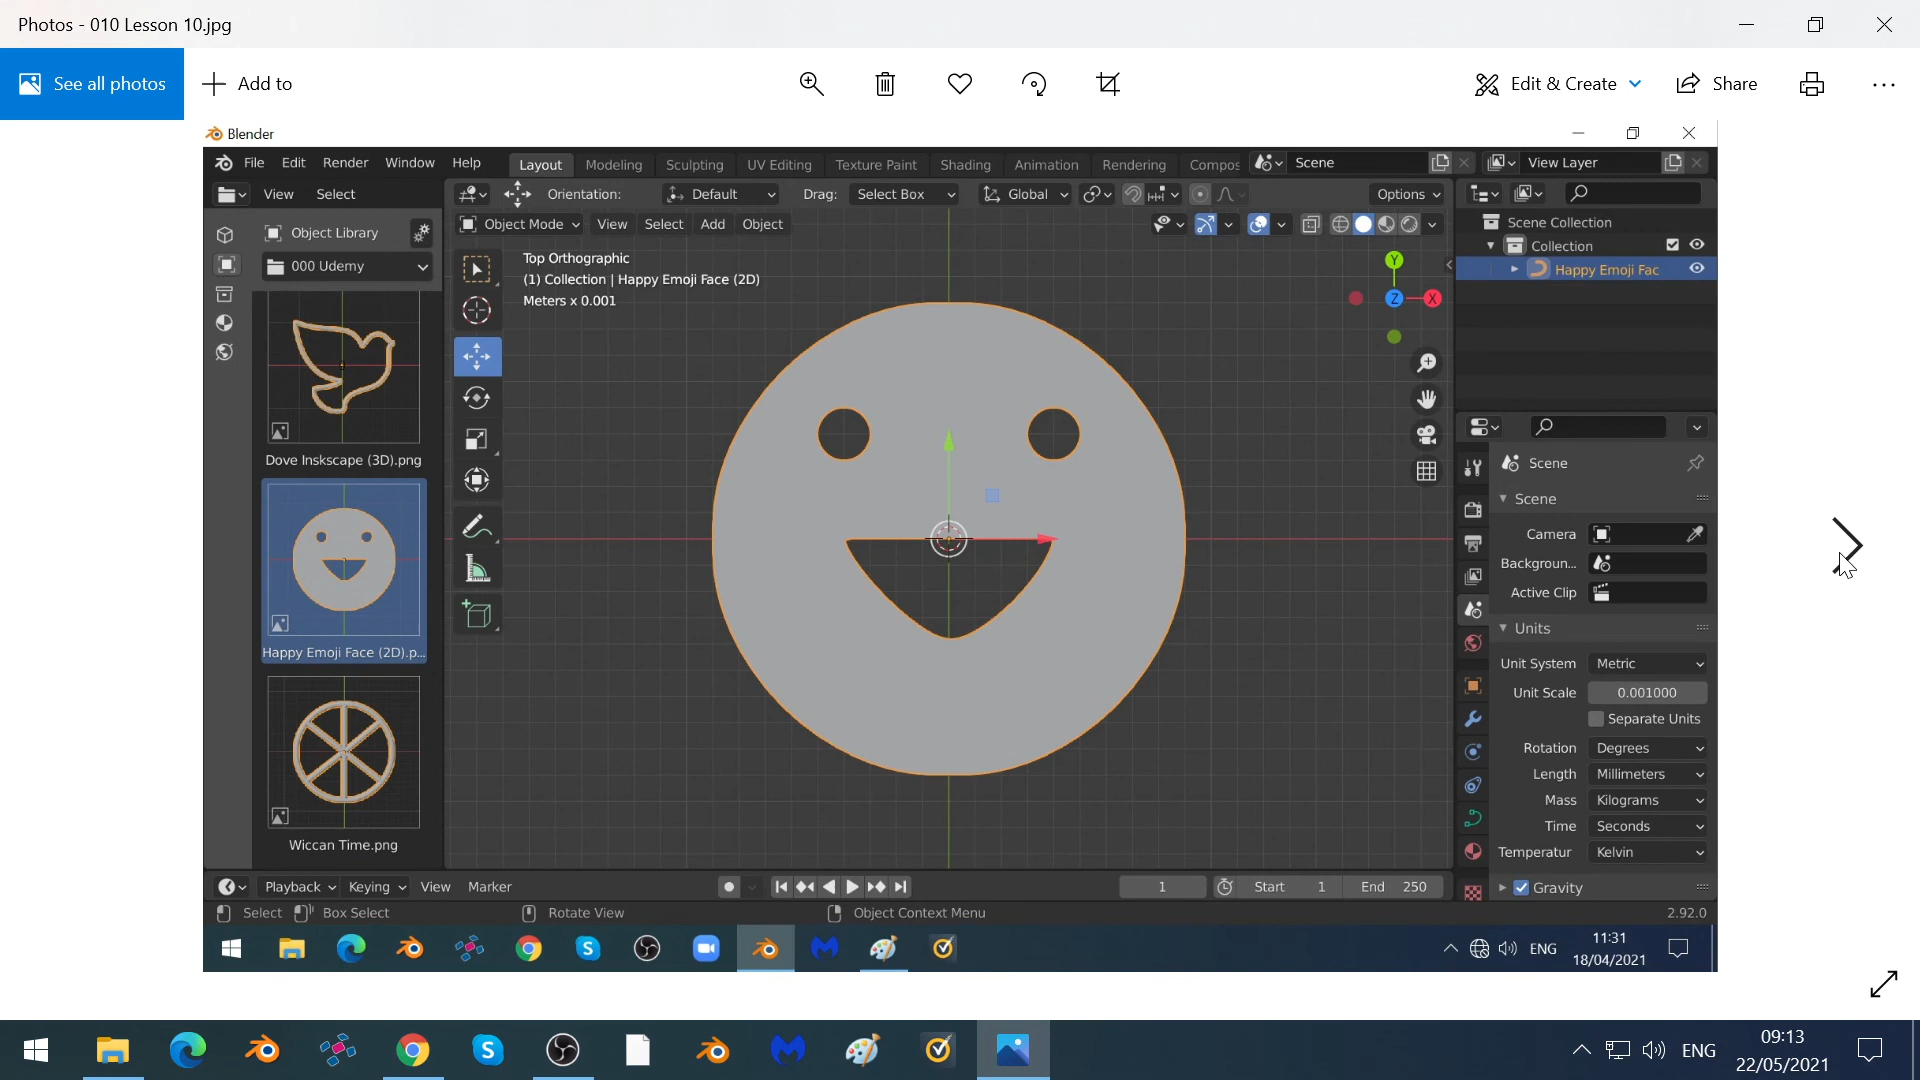 Photos - 010 Lesson 10.jpg
See all photos
Add to
Edit & Create
Share
Blender
File Edit Render Window Help
Layout Modeling Sculpting UV Editing Texture Paint Shading Animation Rendering Compos
Scene
View Layer
View Select
Orientation: Default Drag: Select Box Global Options
Object Mode View Select Add Object
Object Library
000 Udemy
Top Orthographic
(1) Collection | Happy Emoji Face (2D)
Meters x 0.001
Y
Z
X
Scene Collection
Collection
Happy Emoji Fac
Dove Inskscape (3D).png
Happy Emoji Face (2D).p...
Wiccan Time.png
Scene
Scene
Camera
Backgroun...
Active Clip
Units
Unit System Metric
Unit Scale 0.001000
Separate Units
Rotation Degrees
Length Millimeters
Mass Kilograms
Time Seconds
Temperatur Kelvin
Gravity
Playback Keying View Marker
1 Start 1 End 250
Select Box Select Rotate View Object Context Menu 2.92.0
ENG
11:31
18/04/2021
ENG
09:13
22/05/2021